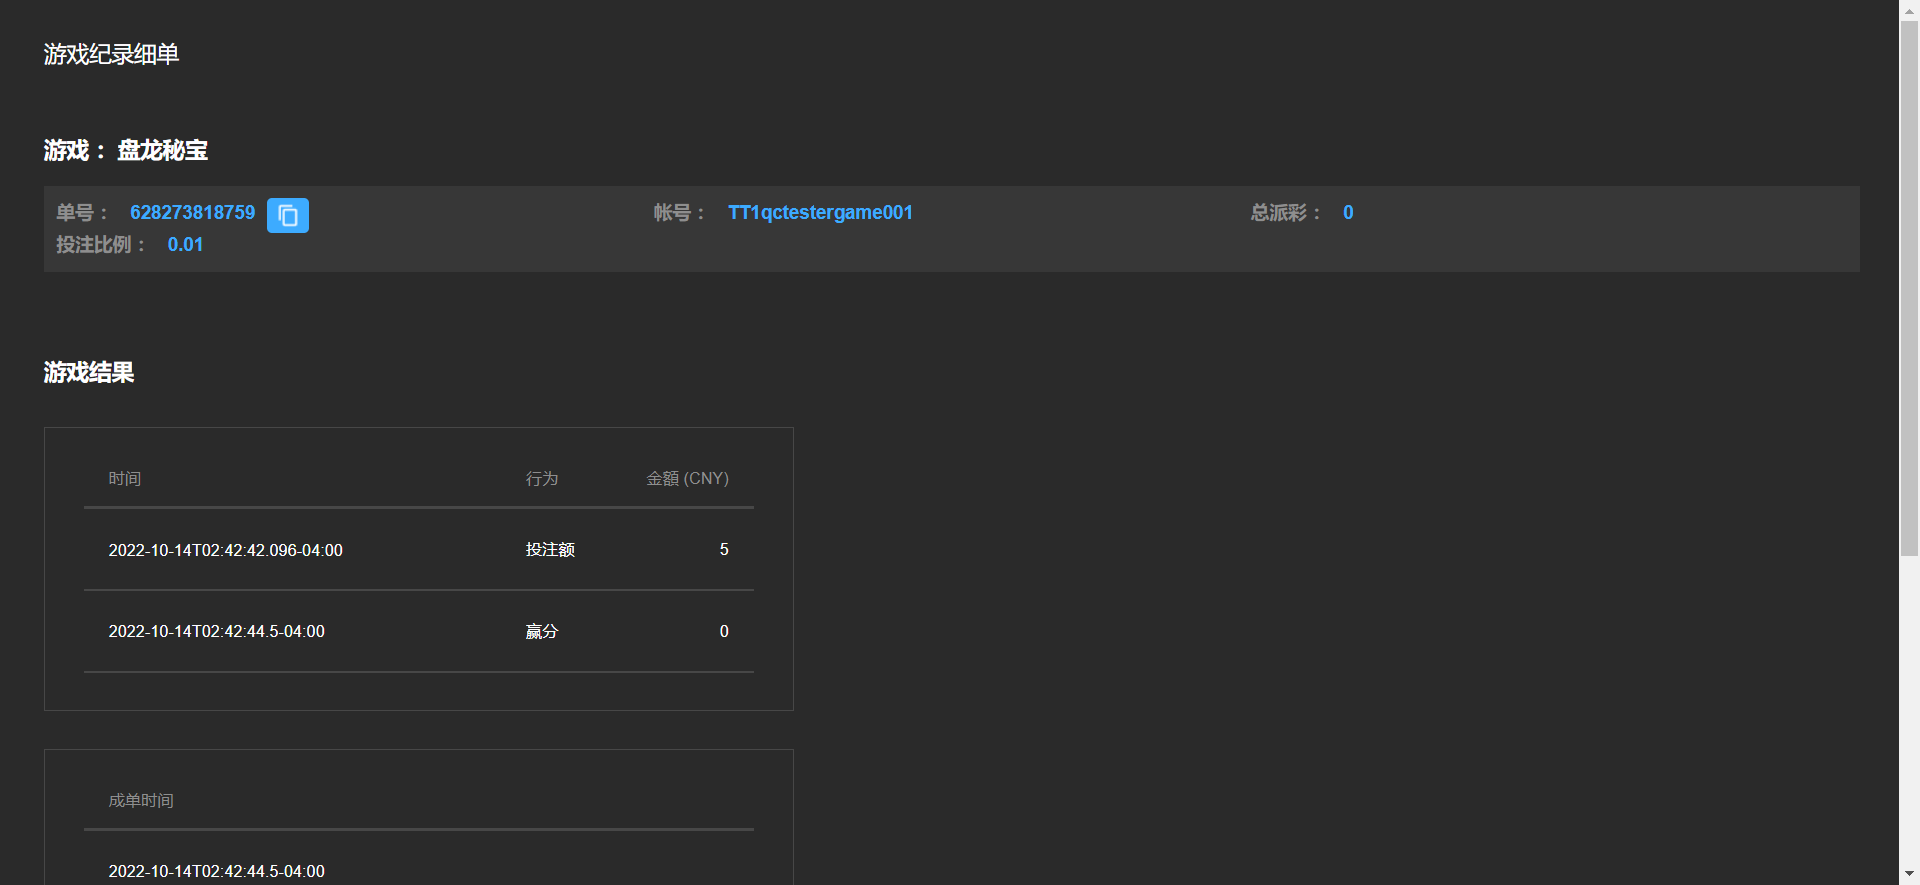 游戏纪录细单
游戏： 盘龙秘宝
单号： 628273818759 帐号： TT1qctestergame001 总派彩： 0
投注比例： 0.01
游戏结果
时间 行为 金額 (CNY)
2022-10-14T02:42:42.096-04:00 投注额 5
2022-10-14T02:42:44.5-04:00 赢分 0
成单时间
2022-10-14T02:42:44.5-04:00